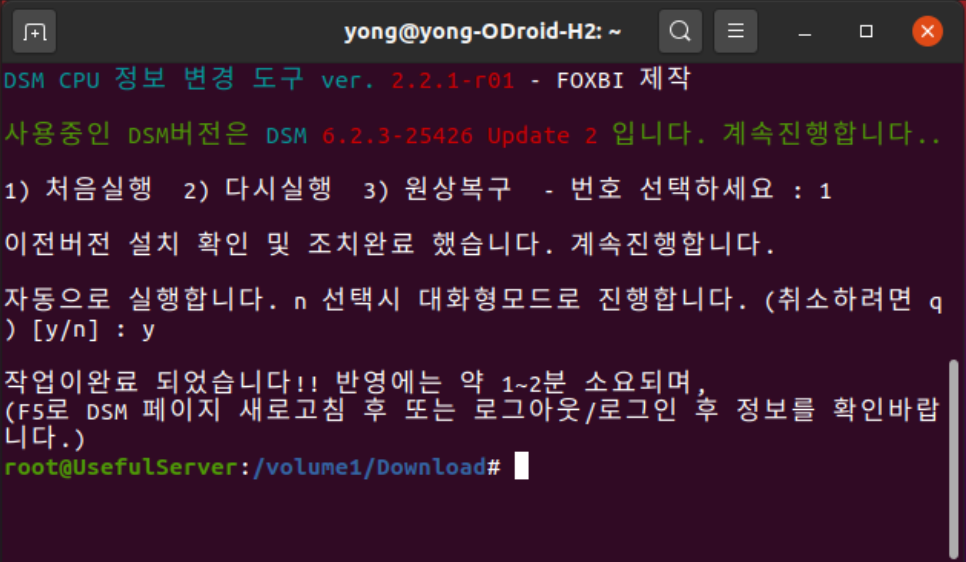 yong@yong-ODroid-H2: ~
DSM CPU 정보 변경 도구 ver. 2.2.1-r01 - FOXBI 제작
사용중인 DSM버전은 DSM 6.2.3-25426 Update 2 입니다. 계속진행합니다..
1) 처음실행  2) 다시실행  3) 원상복구  - 번호 선택하세요 : 1
이전버전 설치 확인 및 조치완료 했습니다. 계속진행합니다.
자동으로 실행합니다. n 선택시 대화형모드로 진행합니다. (취소하려면 q
) [y/n] : y
작업이완료 되었습니다!! 반영에는 약 1~2분 소요되며,
(F5로 DSM 페이지 새로고침 후 또는 로그아웃/로그인 후 정보를 확인바랍
니다.)
root@UsefulServer:/volume1/Download#